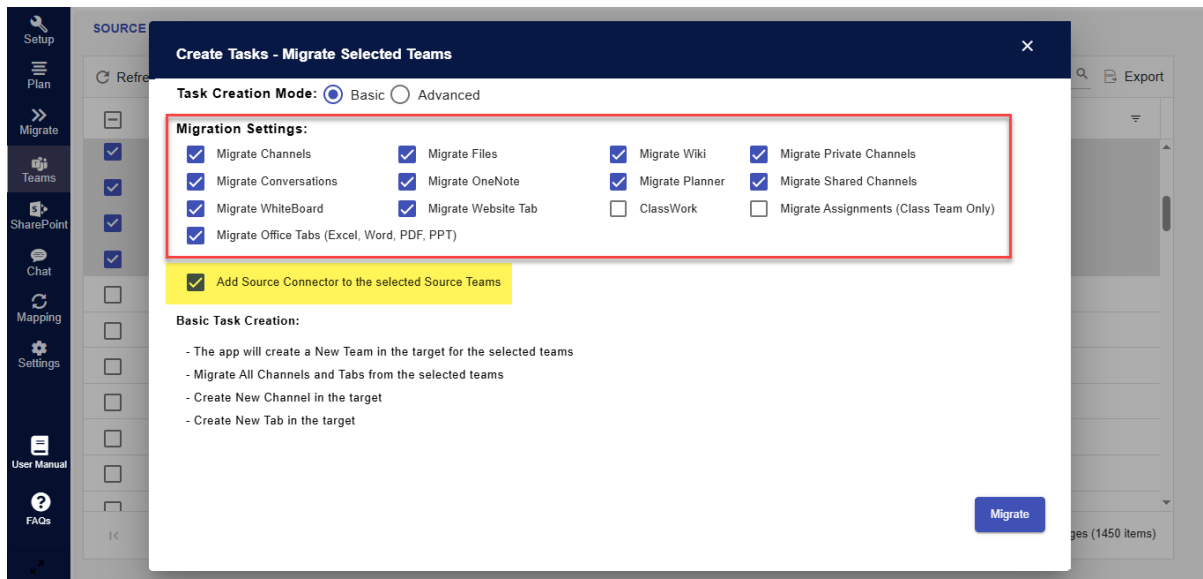 Setup
Plan
Migrate
Teams
SharePoint
Chat
Mapping
Settings
User Manual
FAQs
SOURCE
Refre
Export
Create Tasks - Migrate Selected Teams
Task Creation Mode: Basic Advanced
Migration Settings:
Migrate Channels Migrate Files Migrate Wiki Migrate Private Channels
Migrate Conversations Migrate OneNote Migrate Planner Migrate Shared Channels
Migrate WhiteBoard Migrate Website Tab ClassWork Migrate Assignments (Class Team Only)
Migrate Office Tabs (Excel, Word, PDF, PPT)
Add Source Connector to the selected Source Teams
Basic Task Creation:
- The app will create a New Team in the target for the selected teams
- Migrate All Channels and Tabs from the selected teams
- Create New Channel in the target
- Create New Tab in the target
Migrate
ges (1450 items)